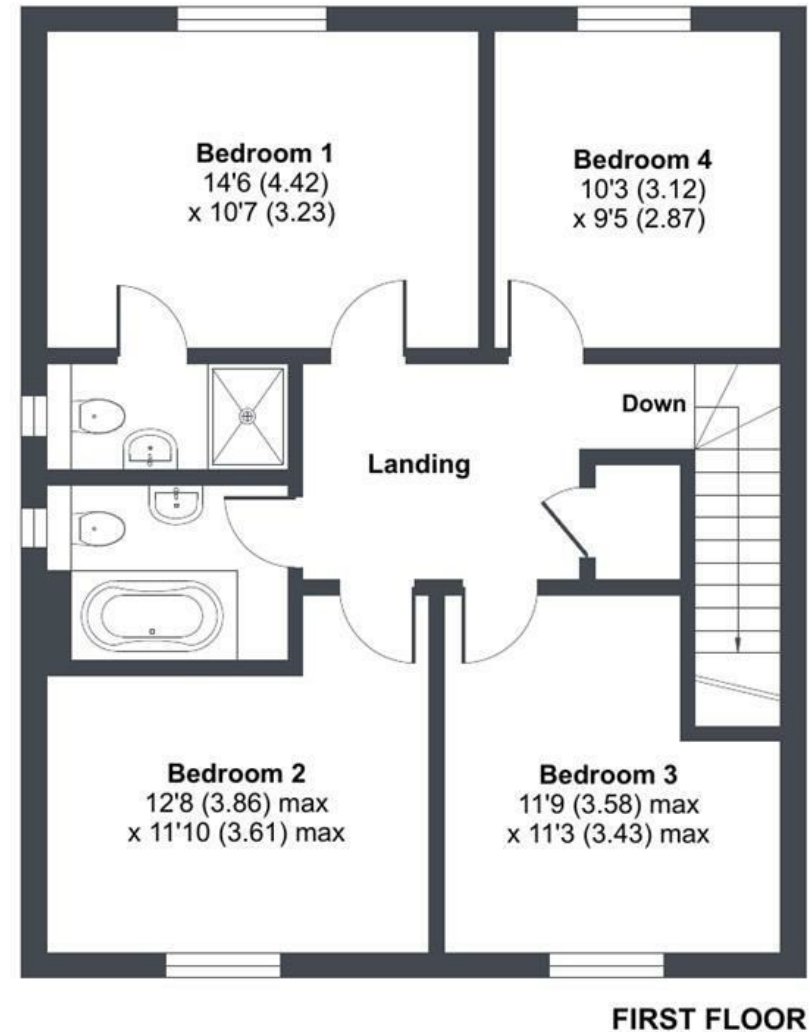 Bedroom 1
14'6 (4.42)
x 10'7 (3.23)
Bedroom 4
10'3 (3.12)
x 9'5 (2.87)
Down
Landing
Bedroom 2
12'8 (3.86) max
x 11'10 (3.61) max
Bedroom 3
11'9 (3.58) max
x 11'3 (3.43) max
FIRST FLOOR